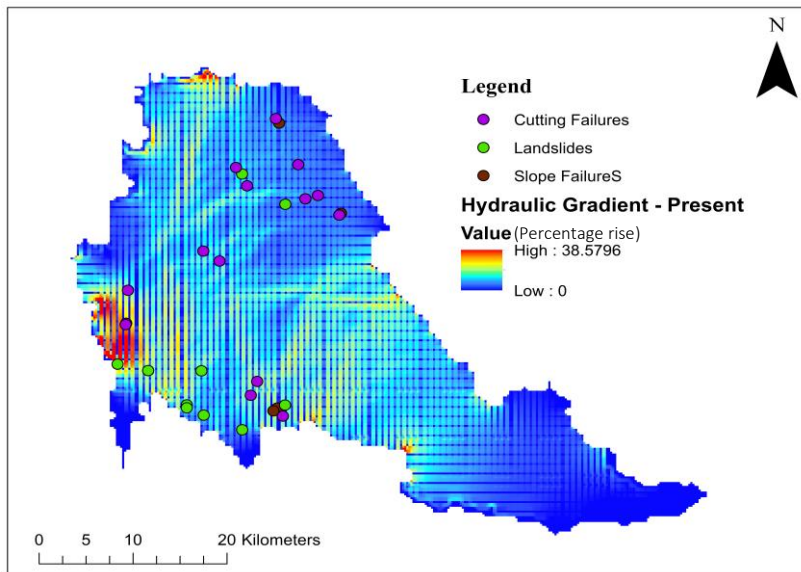 N
Legend
Cutting Failures
Landslides
Slope FailureS
Hydraulic Gradient - Present
Value (Percentage rise)
High : 38.5796
Low : 0
0 5 10 20 Kilometers